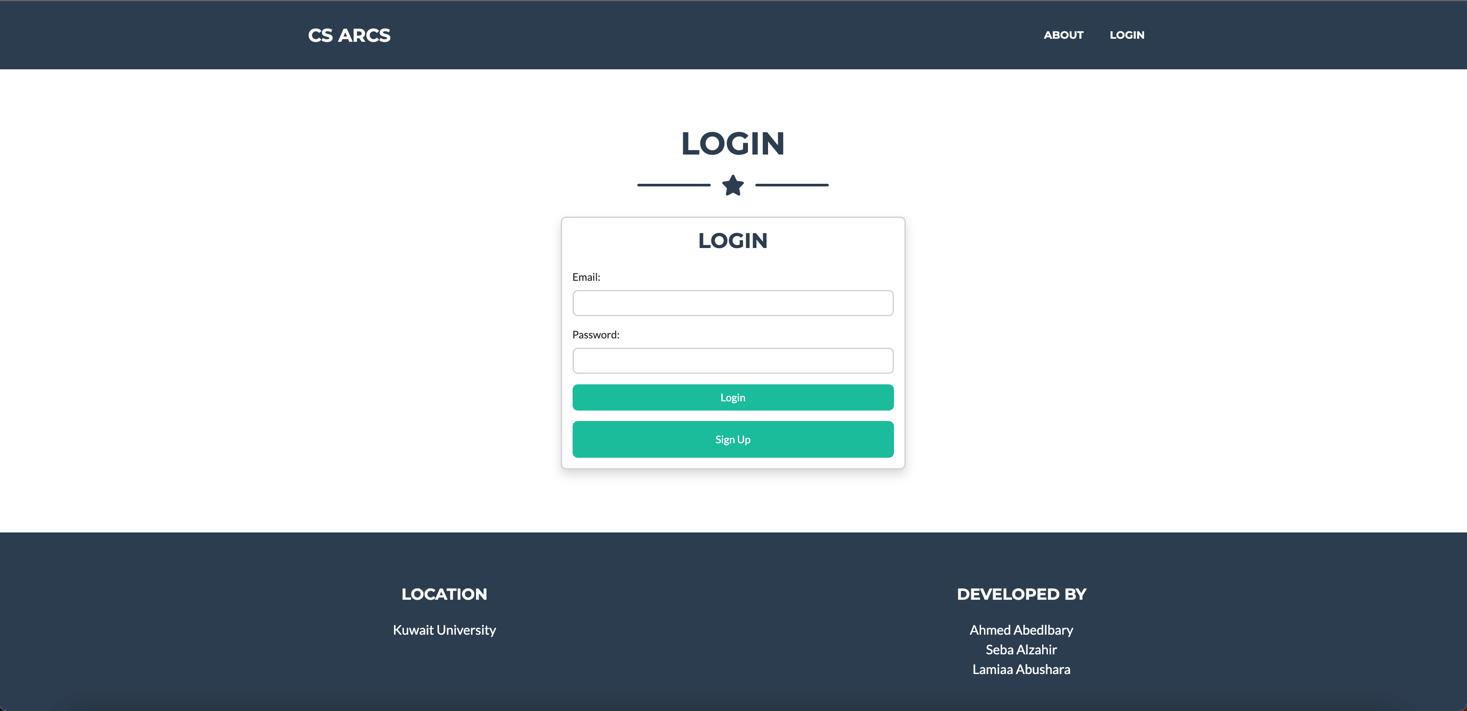 CS ARCS
ABOUT
LOGIN
LOGIN
LOGIN
Email:
Password:
Login
Sign Up
LOCATION
Kuwait University
DEVELOPED BY
Ahmed Abedlbary
Seba Alzahir
Lamiaa Abushara